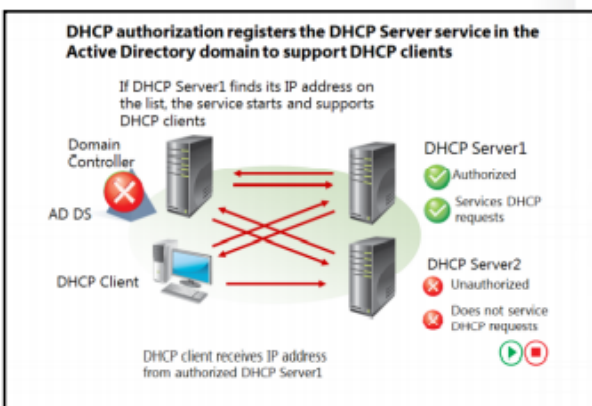 DHCP authorization registers the DHCP Server service in the
Active Directory domain to support DHCP clients
If DHCP Server1 finds its IP address on
the list, the service starts and supports
DHCP clients
Domain
Controller
AD DS
DHCP Client
DHCP Server1
Authorized
Services DHCP
requests
DHCP Server2
Unauthorized
Does not service
DHCP requests
DHCP client receives IP address
from authorized DHCP Server1